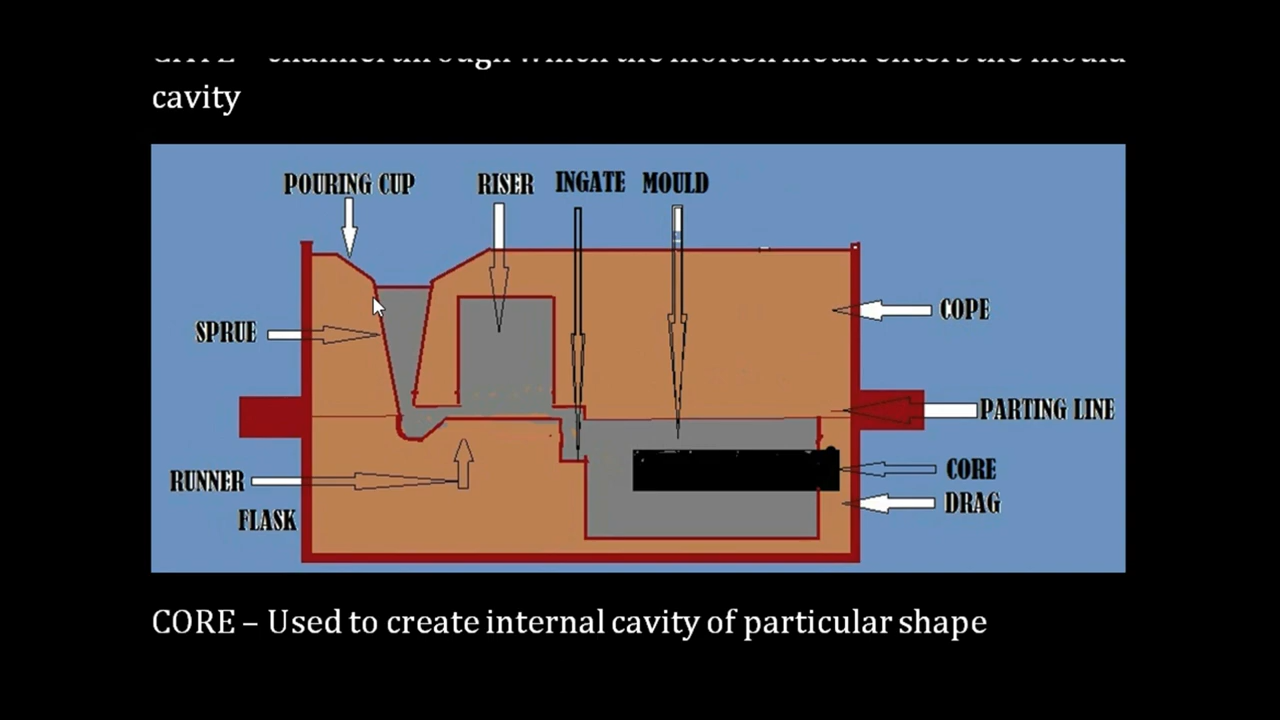 GATE – channel through which the molten metal enters the mould
cavity
POURING CUP
RISER
INGATE
MOULD
SPRUE
COPE
PARTING LINE
RUNNER
CORE
FLASK
DRAG
CORE – Used to create internal cavity of particular shape